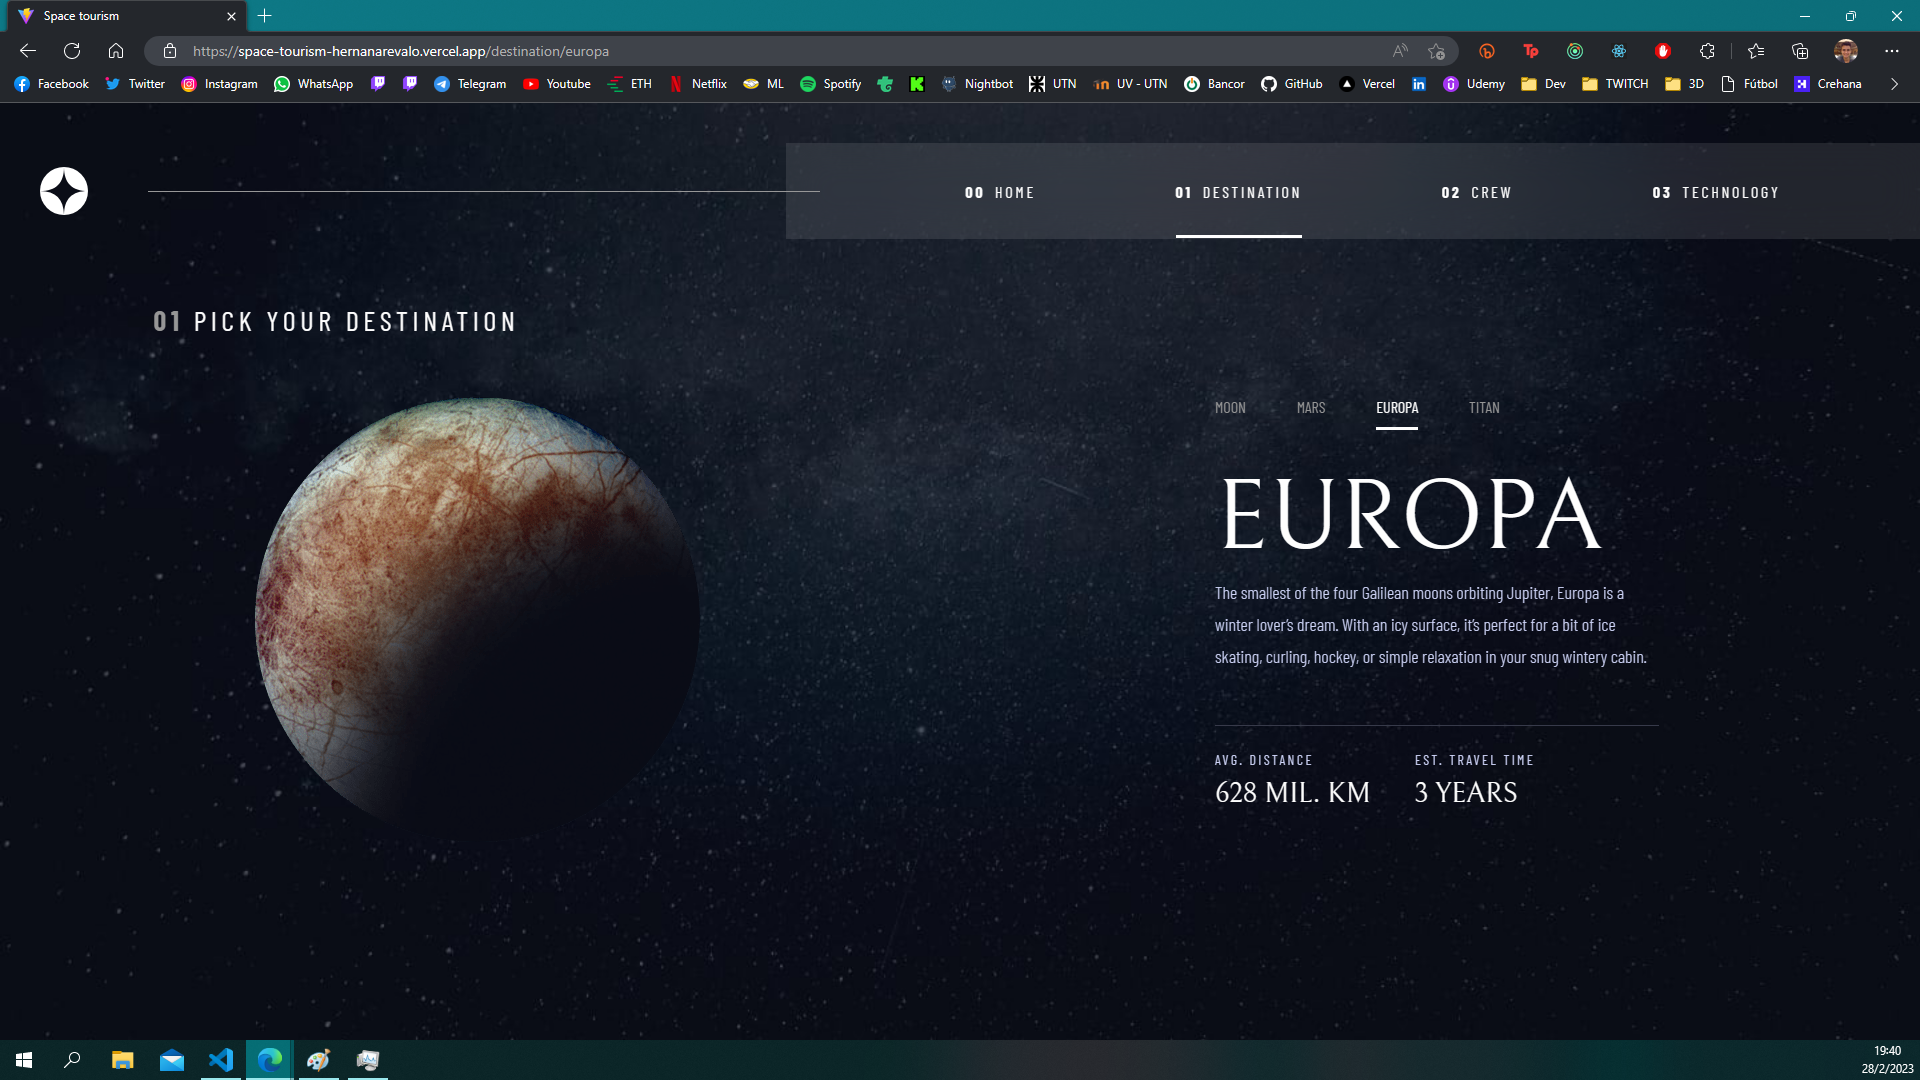 Space tourism
https://space-tourism-hernanarevalo.vercel.app/destination/europa
Facebook Twitter Instagram WhatsApp Telegram Youtube ETH Netflix ML Spotify Nightbot UTN UV - UTN Bancor GitHub Vercel Udemy Dev TWITCH 3D Fútbol Crehana
00 HOME 01 DESTINATION 02 CREW 03 TECHNOLOGY
01 PICK YOUR DESTINATION
MOON MARS EUROPA TITAN
EUROPA
The smallest of the four Galilean moons orbiting Jupiter, Europa is a
winter lover’s dream. With an icy surface, it’s perfect for a bit of ice
skating, curling, hockey, or simple relaxation in your snug wintery cabin.
AVG. DISTANCE EST. TRAVEL TIME
628 MIL. KM 3 YEARS
19:40
28/2/2023